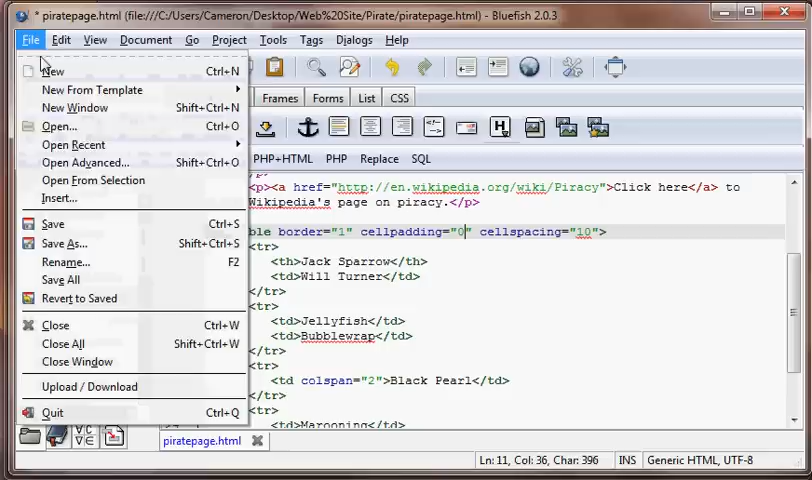 * piratepage.html (file:///C:/Users/Cameron/Desktop/Web%20Site/Pirate/piratepage.html) - Bluefish 2.0.3
File Edit View Document Go Project Tools Tags Dialogs Help
New Ctrl+N
New From Template
New Window Shift+Ctrl+N
Open... Ctrl+O
Open Recent
Open Advanced... Shift+Ctrl+O
Open From Selection
Insert...
Save Ctrl+S
Save As... Shift+Ctrl+S
Rename... F2
Save All
Revert to Saved
Close Ctrl+W
Close All Shift+Ctrl+W
Close Window
Upload / Download
Quit Ctrl+Q
Frames Forms List CSS
PHP+HTML PHP Replace SQL
<p><a href="http://en.wikipedia.org/wiki/Piracy">Click here</a> to
Wikipedia's page on piracy.</p>
ble border="1" cellpadding="0" cellspacing="10">
<tr>
<th>Jack Sparrow</th>
<td>Will Turner</td>
</tr>
<tr>
<td>Jellyfish</td>
<td>Bubblewrap</td>
</tr>
<tr>
<td colspan="2">Black Pearl</td>
</tr>
<tr>
<td>Marooning</td>
piratepage.html
Ln: 11, Col: 36, Char: 396 INS Generic HTML, UTF-8